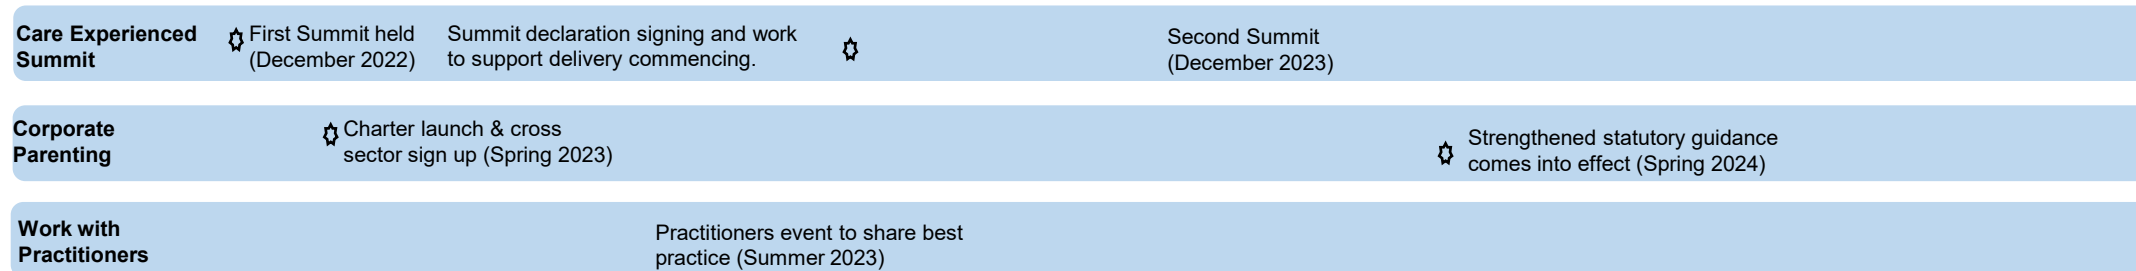 Care Experienced
Summit
First Summit held
(December 2022)
Summit declaration signing and work
to support delivery commencing.
Second Summit
(December 2023)
Corporate
Parenting
Charter launch & cross
sector sign up (Spring 2023)
Strengthened statutory guidance
comes into effect (Spring 2024)
Work with
Practitioners
Practitioners event to share best
practice (Summer 2023)